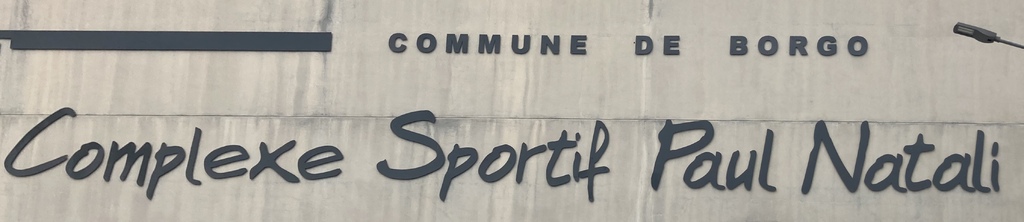 COMMUNE DE BORGO
Complexe Sportif Paul Natali